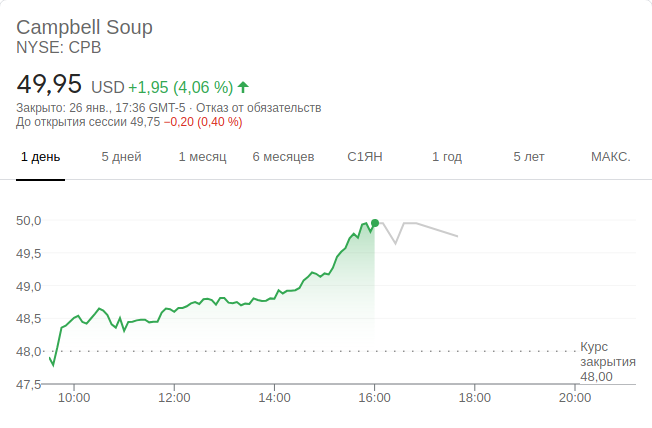 Campbell Soup
NYSE: CPB
49,95 USD +1,95 (4,06 %)
Закрыто: 26 янв., 17:36 GMT-5 · Отказ от обязательств
До открытия сессии 49,75 −0,20 (0,40 %)
1 день 5 дней 1 месяц 6 месяцев С1ЯН 1 год 5 лет МАКС.
50,0
49,5
49,0
48,5
48,0
47,5
Курс
закрытия
48,00
10:00 12:00 14:00 16:00 18:00 20:00